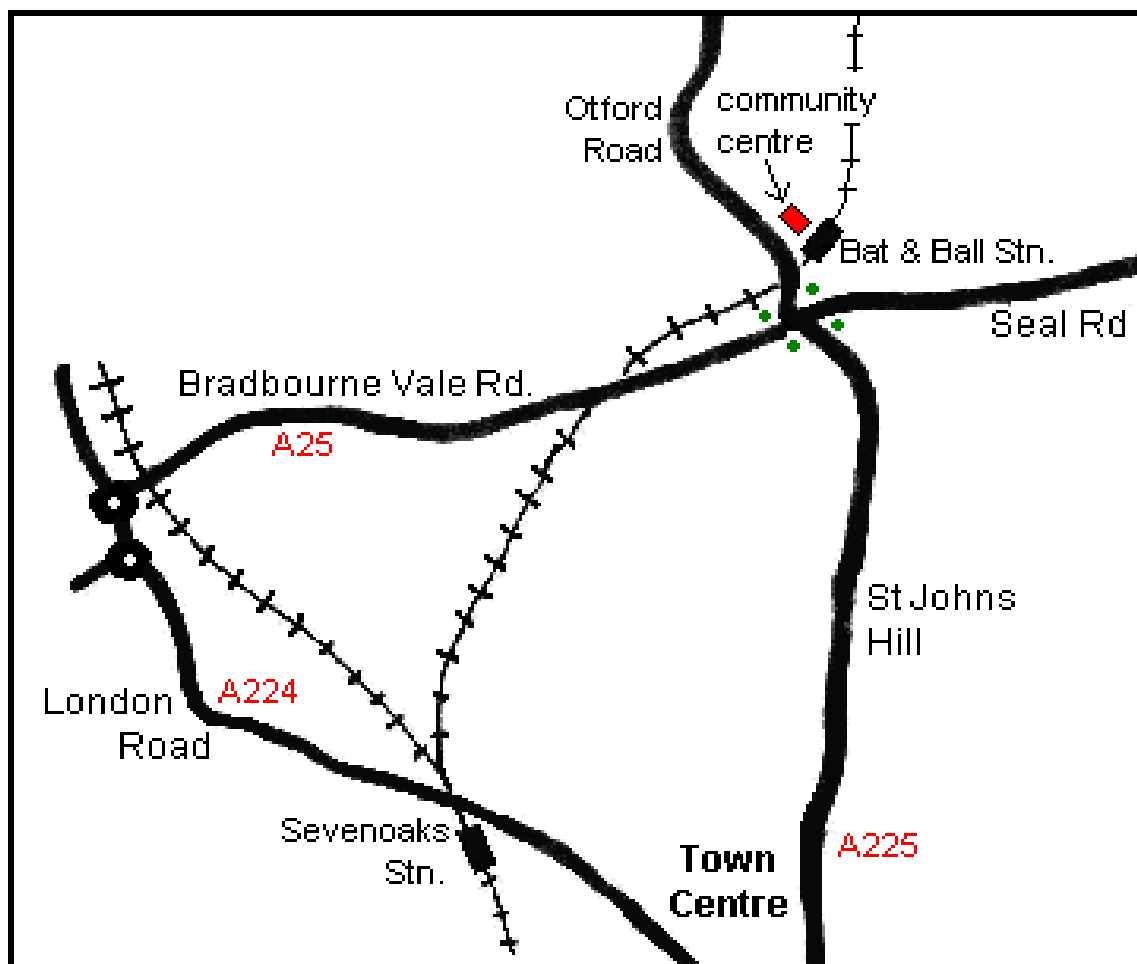 Otford
Road
community
centre
Bat & Ball Stn.
Seal Rd
Bradbourne Vale Rd.
A25
St Johns
Hill
A224
London
Road
Sevenoaks
Stn.
Town
Centre
A225